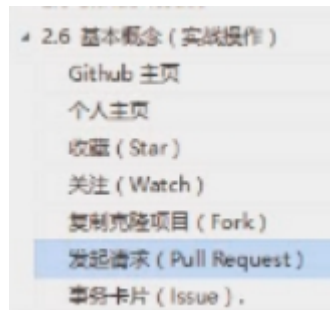 2.6 基本概念 ( 实战操作 )
Github 主页
个人主页
收藏 ( Star )
关注 ( Watch )
复制克隆项目 ( Fork )
发起请求 ( Pull Request )
事务卡片 ( Issue ) .